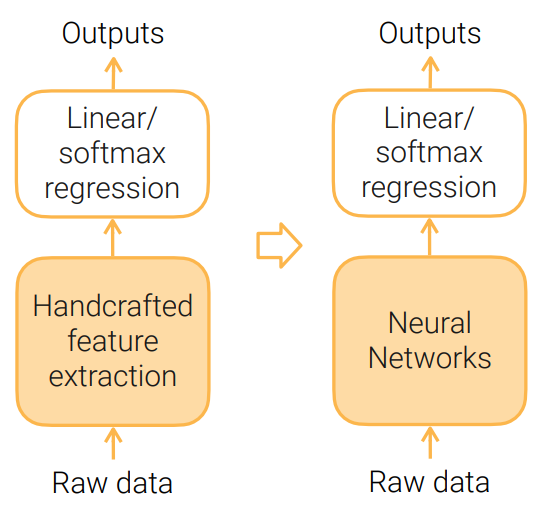 Outputs
Linear/
softmax
regression
Handcrafted
feature
extraction
Raw data
Outputs
Linear/
softmax
regression
Neural
Networks
Raw data